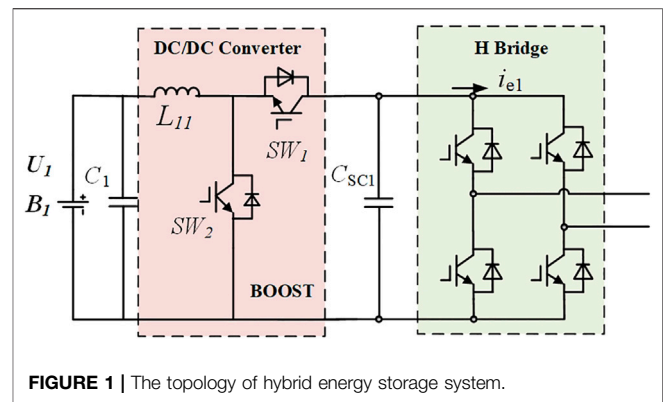 DC/DC Converter
H Bridge
i_e1
L_11
SW_1
U_1
C_1
C_SC1
B_1
SW_2
BOOST
FIGURE 1 | The topology of hybrid energy storage system.